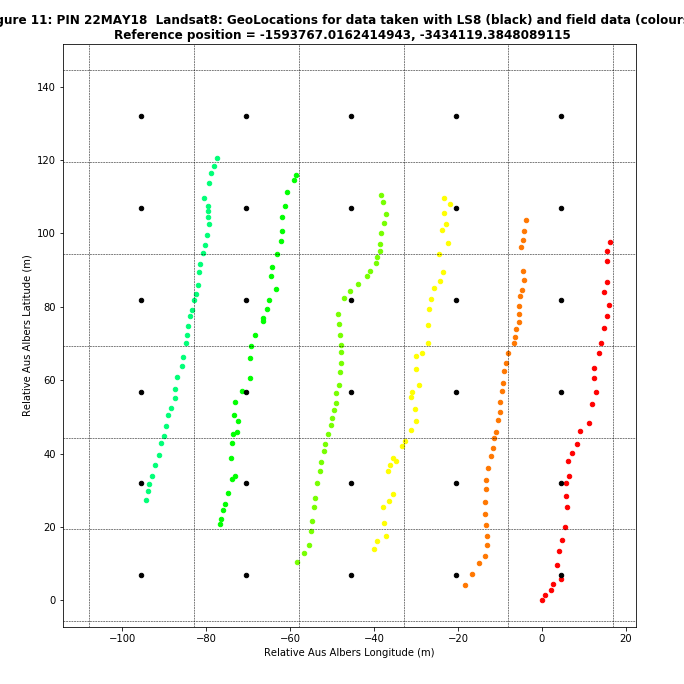 gure 11: PIN 22MAY18 Landsat8: GeoLocations for data taken with LS8 (black) and field data (colour
Reference position = -1593767.0162414943, -3434119.3848089115
140
120
100
80
60
40
20
0
Relative Aus Albers Latitude (m)
−100 −80 −60 −40 −20 0 20
Relative Aus Albers Longitude (m)